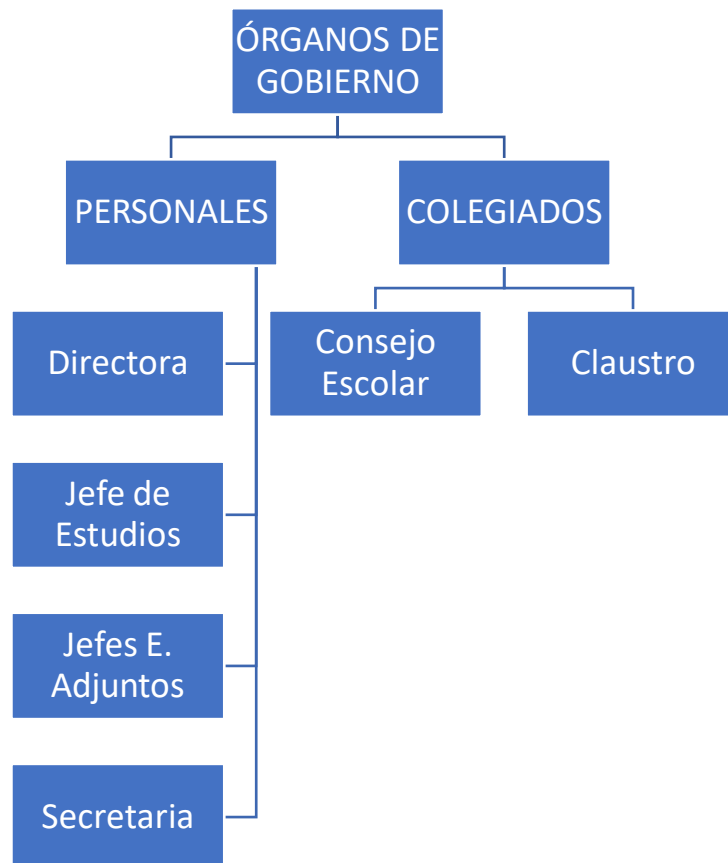 ÓRGANOS DE
GOBIERNO
PERSONALES
COLEGIADOS
Directora
Jefe de
Estudios
Jefes E.
Adjuntos
Secretaria
Consejo
Escolar
Claustro